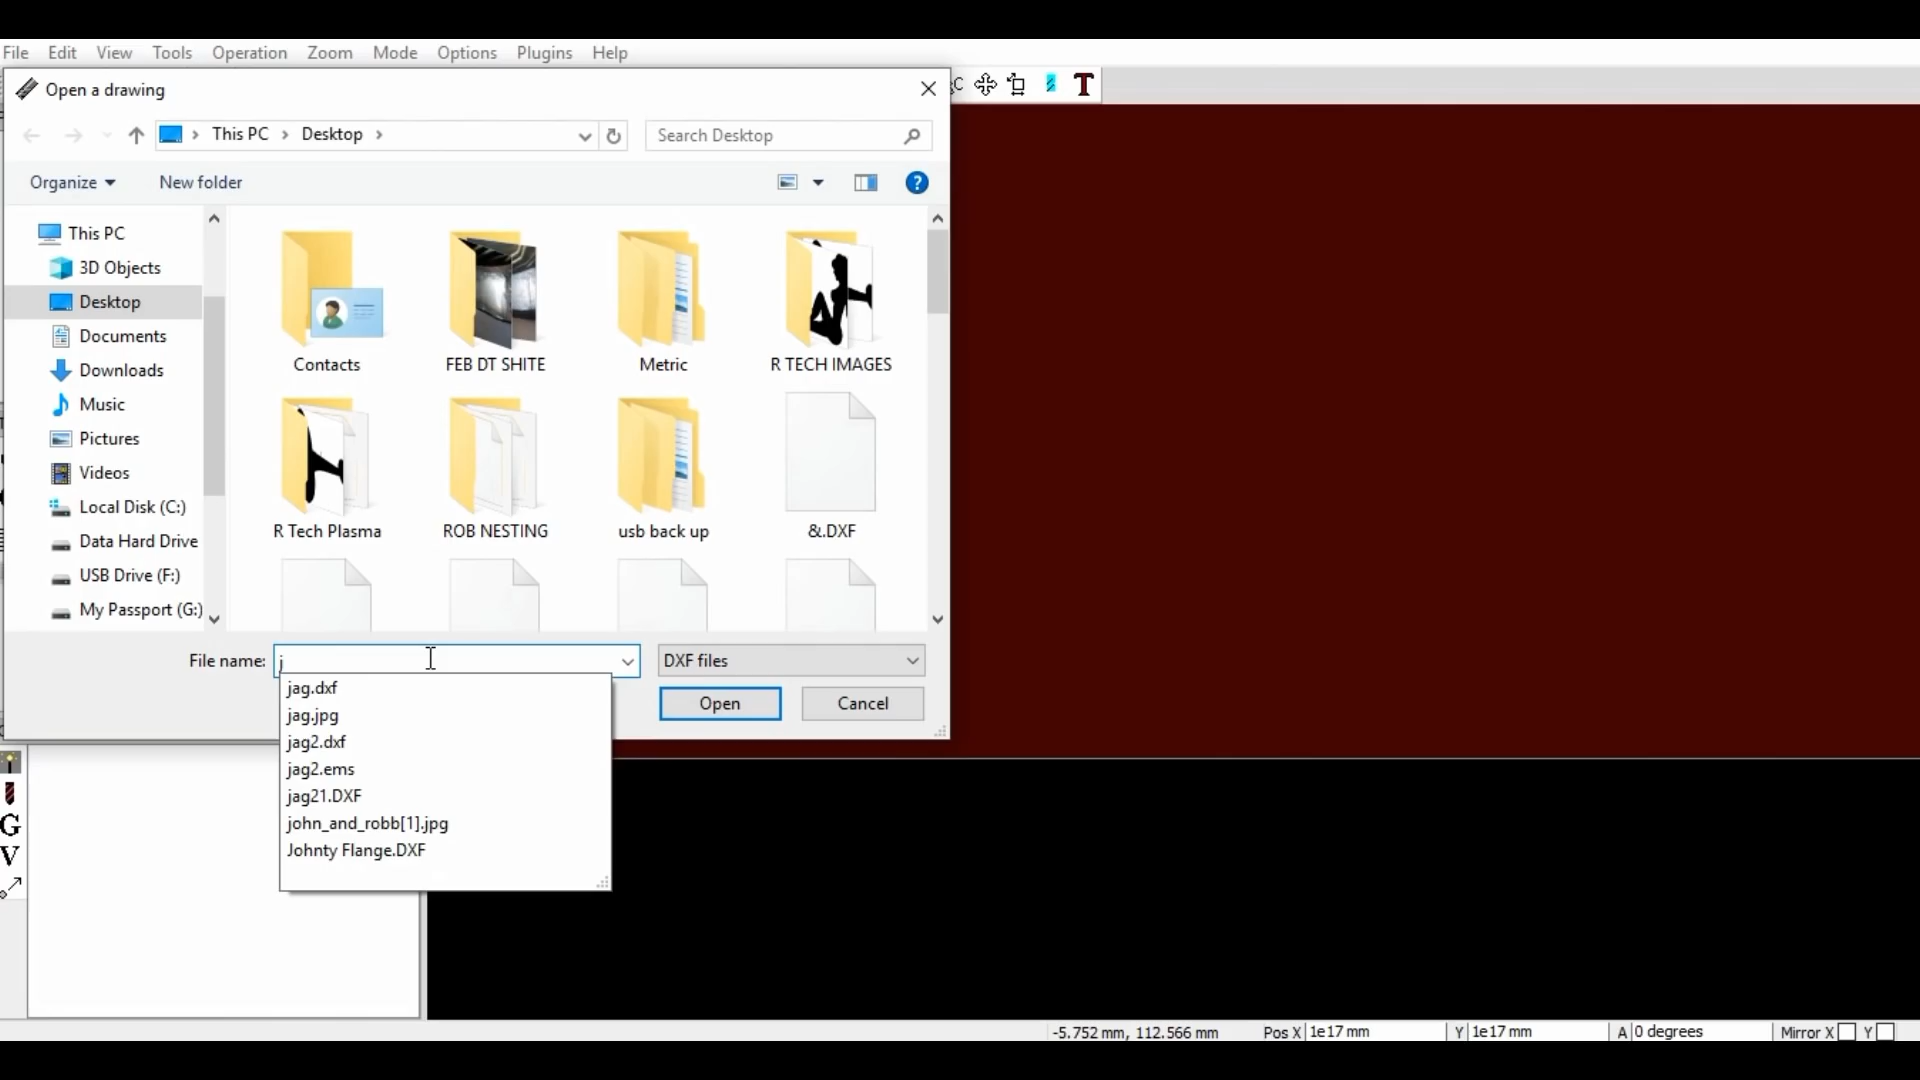 File Edit View Tools Operation Zoom Mode Options Plugins Help
Open a drawing
C T
This PC Desktop
Search Desktop
Organize
New folder
?
This PC
3D Objects
Desktop
Documents
Downloads
Music
Pictures
Videos
Local Disk (C:)
Data Hard Drive
USB Drive (F:)
My Passport (G:)
Contacts
FEB DT SHITE
Metric
R TECH IMAGES
R Tech Plasma
ROB NESTING
usb back up
&.DXF
File name: j
DXF files
Open
Cancel
jag.dxf
jag.jpg
jag2.dxf
jag2.ems
jag21.DXF
john_and_robb[1].jpg
Johnty Flange.DXF
G
V
-5.752 mm, 112.566 mm Pos X 1e17 mm Y 1e17 mm A 0 degrees Mirror X Y